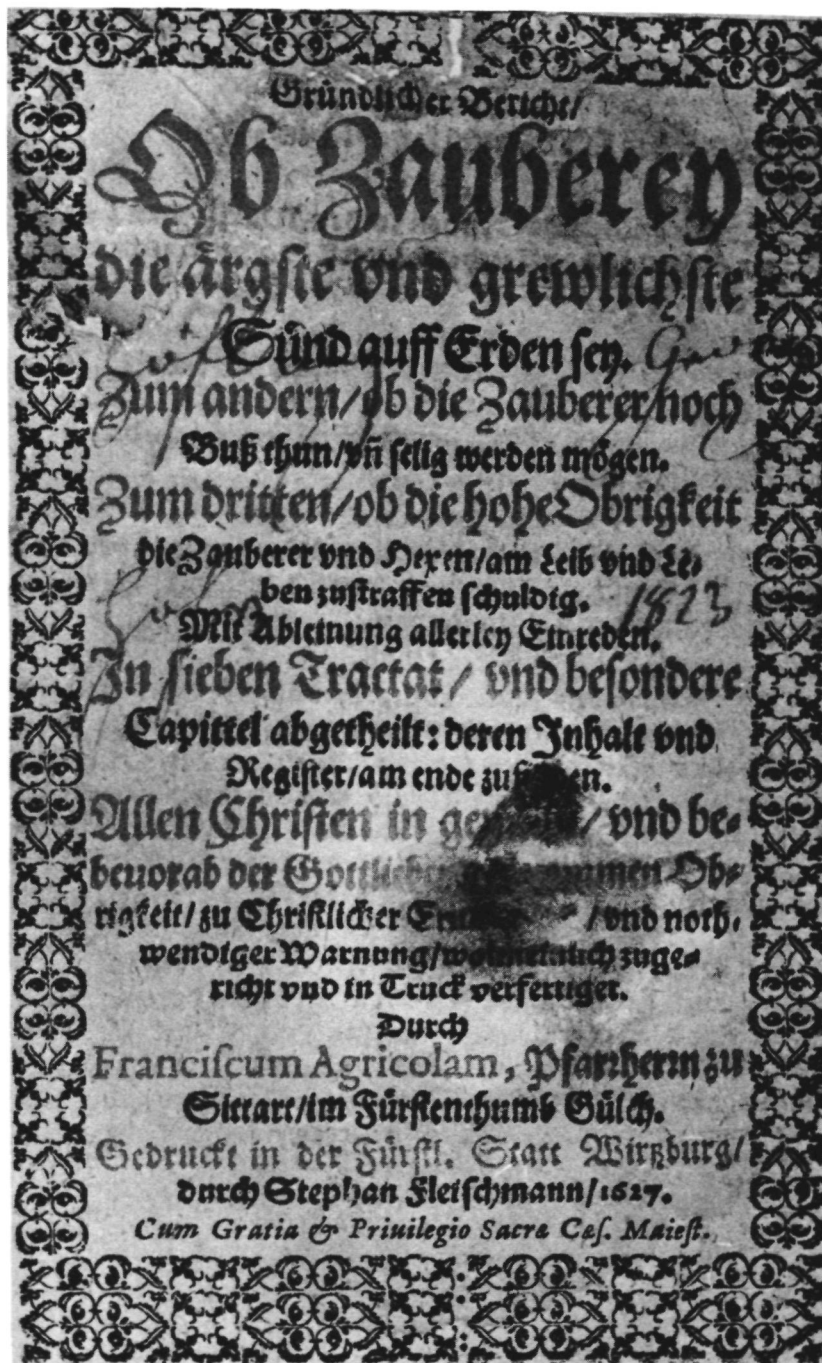 Gründlicher Bericht/
Ob Zauberey
die ärgste vnd grewlichste
Sünd auff Erden sey.
Zum andern/ob die Zauberer noch
Buß thun/vñ selig werden mögen.
Zum dritten/ob die hohe Obrigkeit
die Zauberer vnd Hexen/am Leib vnd Le-
ben zustraffen schuldig.
1823
Mit Ableinung allerley Einreden.
In sieben Tractat/ vnd besondere
Capittel abgetheilt: deren Inhalt vnd
Register/am ende zu
Allen Christen in / vnd be-
beuorab der Ob-
rigkeit/zu Christlicher /vnd noth-
wendiger Warnung/ zuge-
richt vnd in Truck verfertiget.
Durch
Franciscum Agricolam, Pfarrherrn zu
Sittart/im Fürstenthumb Gülch.
Gedruckt in der Fürstl. Statt Wirtzburg/
durch Stephan Fleischmann/1627.
Cum Gratia & Priuilegio Sacræ Cæs. Maiest.